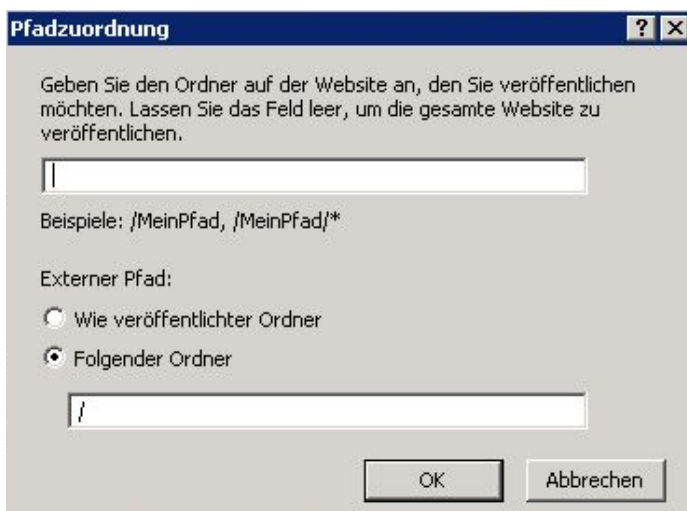 Pfadzuordnung
Geben Sie den Ordner auf der Website an, den Sie veröffentlichen
möchten. Lassen Sie das Feld leer, um die gesamte Website zu
veröffentlichen.
Beispiele: /MeinPfad, /MeinPfad/*
Externer Pfad:
Wie veröffentlichter Ordner
Folgender Ordner
/
OK Abbrechen